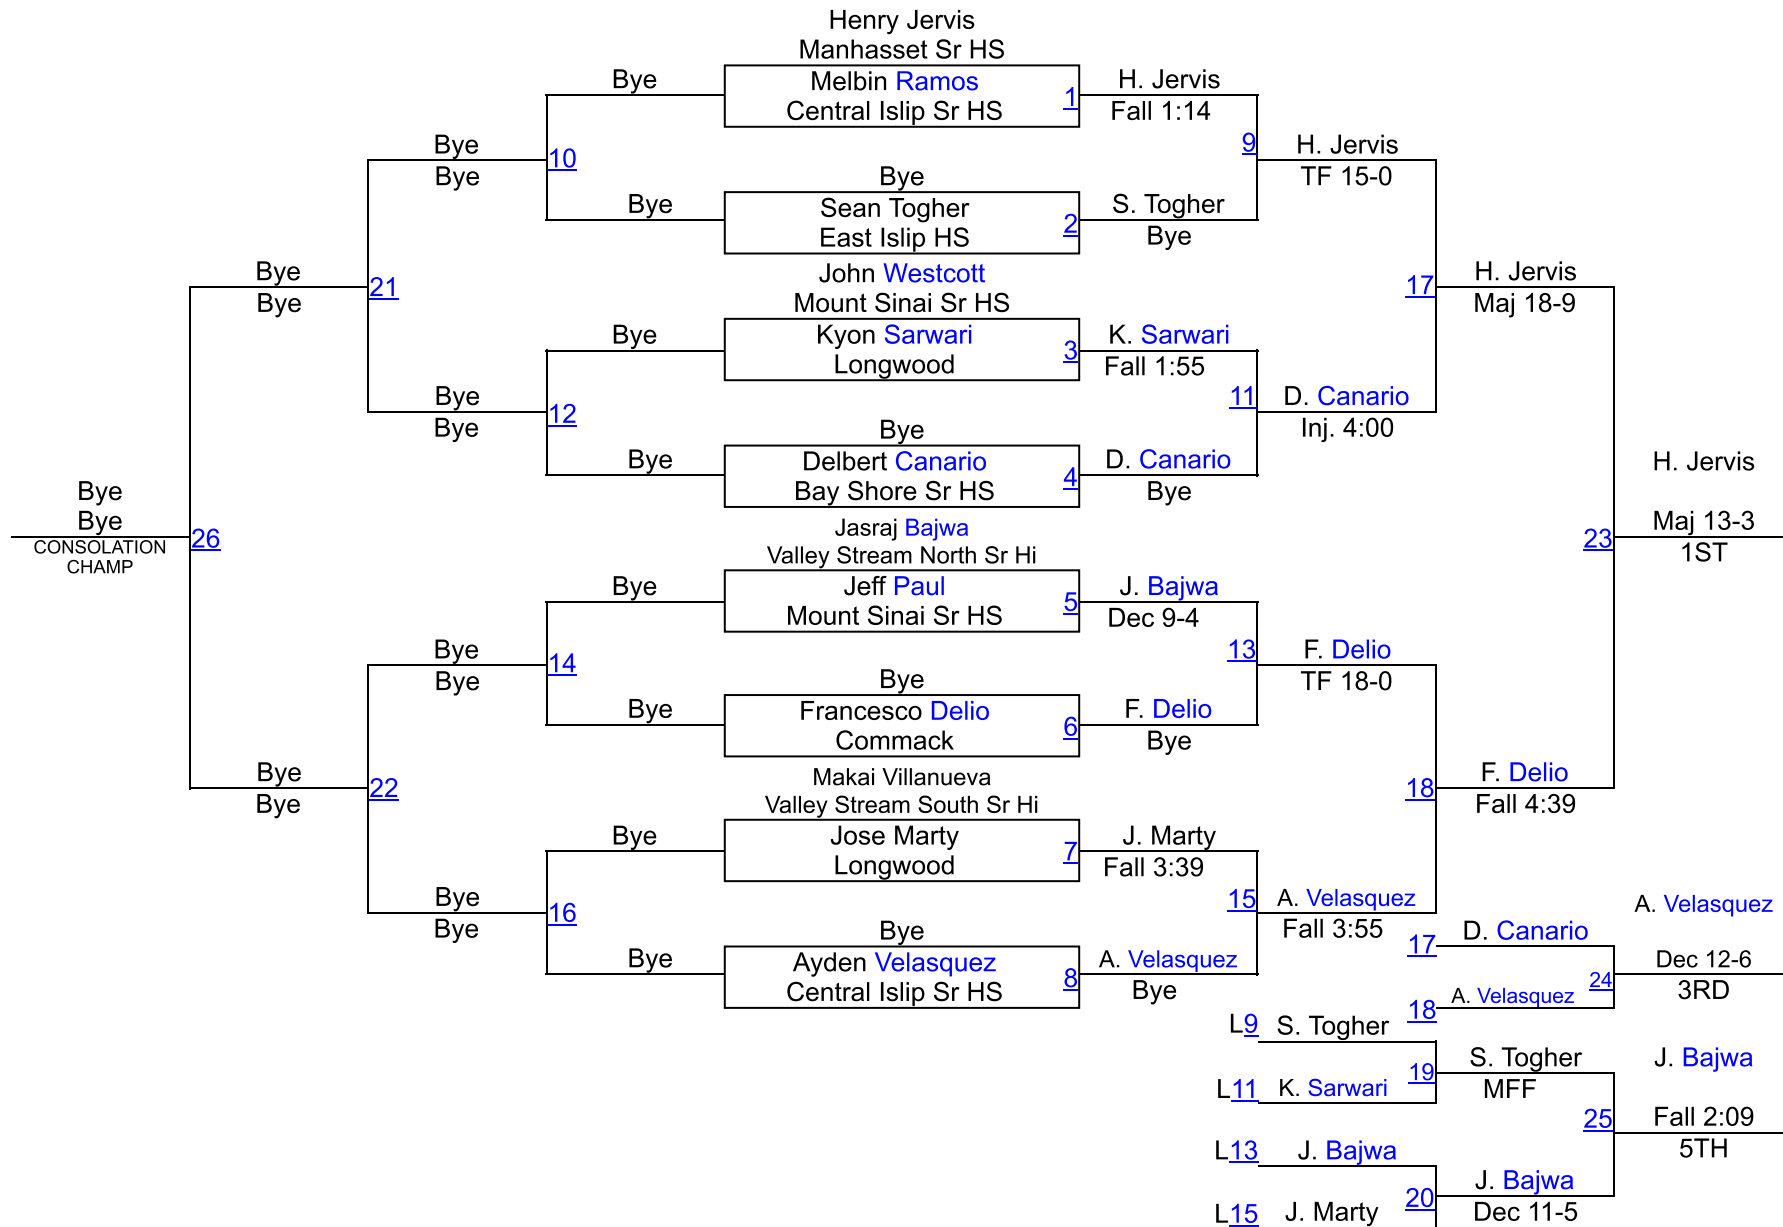 Henry Jervis
Manhasset Sr HS
Bye
Melbin Ramos
Central Islip Sr HS
1
H. Jervis
Fall 1:14
Bye
Bye
10
9
H. Jervis
TF 15-0
Bye
Bye
Sean Togher
East Islip HS
2
S. Togher
Bye
Bye
Bye
21
John Westcott
Mount Sinai Sr HS
17
H. Jervis
Maj 18-9
Bye
Kyon Sarwari
Longwood
3
K. Sarwari
Fall 1:55
Bye
Bye
12
11
D. Canario
Inj. 4:00
Bye
Bye
Delbert Canario
Bay Shore Sr HS
4
D. Canario
Bye
Bye
Bye
CONSOLATION
CHAMP
26
Jasraj Bajwa
Valley Stream North Sr Hi
23
H. Jervis
Maj 13-3
1ST
Bye
Jeff Paul
Mount Sinai Sr HS
5
J. Bajwa
Dec 9-4
Bye
Bye
14
13
F. Delio
TF 18-0
Bye
Bye
Francesco Delio
Commack
6
F. Delio
Bye
Bye
Bye
22
Makai Villanueva
Valley Stream South Sr Hi
18
F. Delio
Fall 4:39
Bye
Jose Marty
Longwood
7
J. Marty
Fall 3:39
Bye
Bye
16
15
A. Velasquez
Fall 3:55
Bye
Bye
Ayden Velasquez
Central Islip Sr HS
8
A. Velasquez
Bye
17
D. Canario
18
A. Velasquez
24
A. Velasquez
Dec 12-6
3RD
L9
S. Togher
L11
K. Sarwari
19
S. Togher
MFF
25
J. Bajwa
Fall 2:09
5TH
L13
J. Bajwa
L15
J. Marty
20
J. Bajwa
Dec 11-5